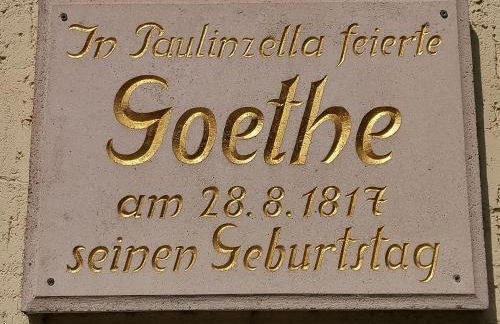 In Paulinzella feierte
Goethe
am 28.8.1817
seinen Geburtstag